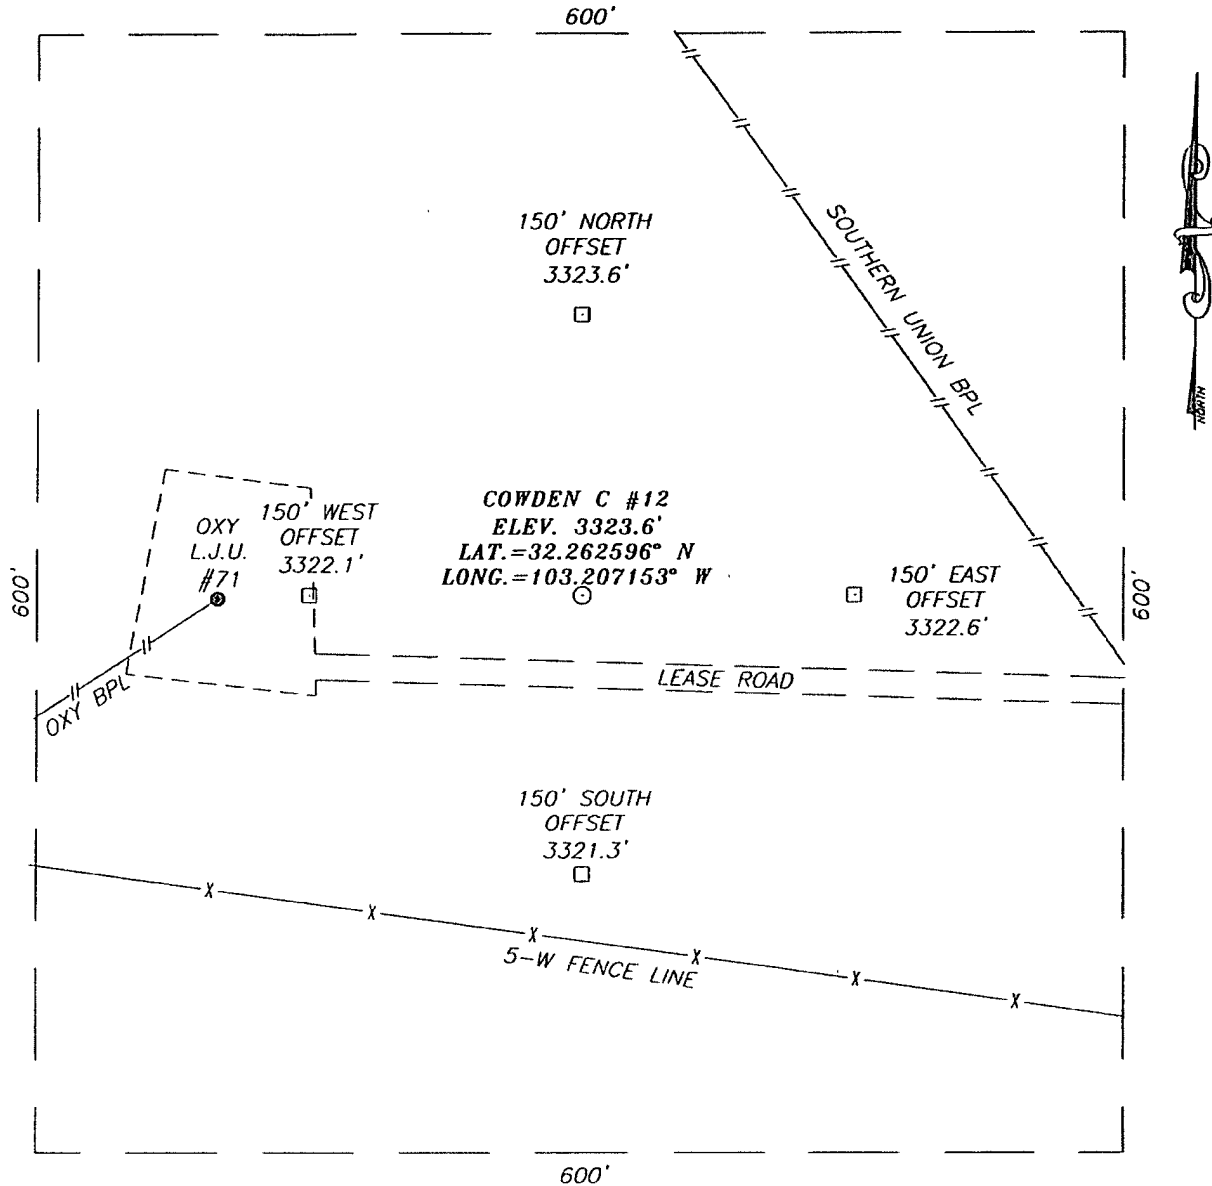 600'
150' NORTH
OFFSET
3323.6'
SOUTHERN UNION BPL
NORTH
COWDEN C #12
ELEV. 3323.6'
LAT.=32.262596° N
LONG.=103.207153° W
150' WEST
OFFSET
3322.1'
OXY
L.J.U.
#71
150' EAST
OFFSET
3322.6'
600'
600'
LEASE ROAD
OXY BPL
150' SOUTH
OFFSET
3321.3'
5-W FENCE LINE
600'